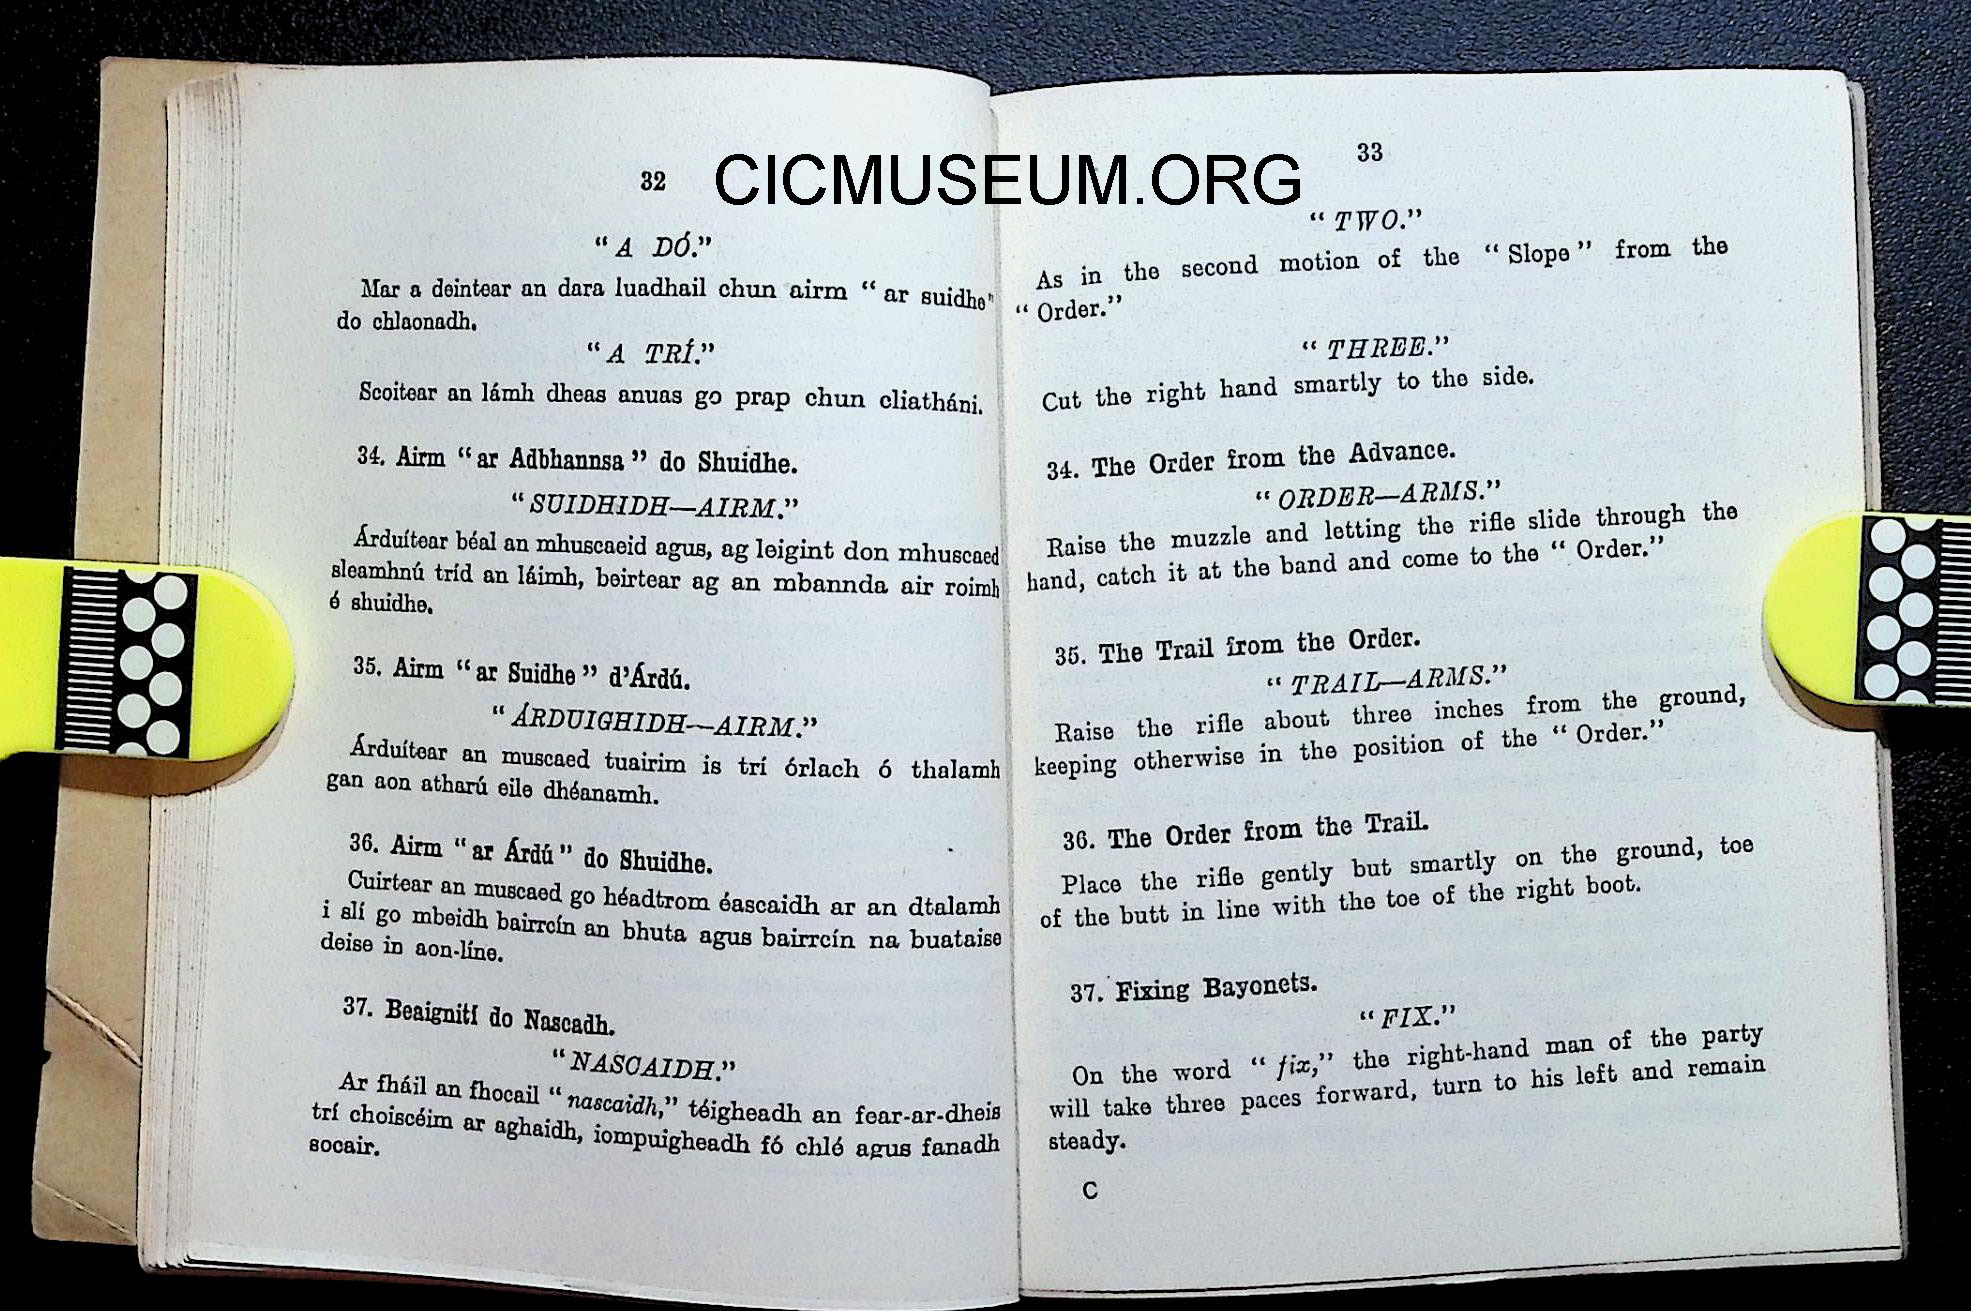 CICMUSEUM.ORG
32
“A DÓ.”
Mar a deintear an dara luadhail chun airm “ar suidhe”
do chlaonadh.
“A TRÍ.”
Scoitear an lámh dheas anuas go prap chun cliatháni.
34. Airm “ar Adbhannsa” do Shuidhe.
“SUIDHIDH—AIRM.”
Árduítear béal an mhuscaeid agus, ag leigint don mhuscaed
sleamhnú tríd an láimh, beirtear ag an mbannda air roimh
é shuidhe.
35. Airm “ar Suidhe” d’Árdú.
“ÁRDUIGHIDH—AIRM.”
Árduítear an muscaed tuairim is trí órlach ó thalamh
gan aon atharú eile dhéanamh.
36. Airm “ar Árdú” do Shuidhe.
Cuirtear an muscaed go héadtrom éascaidh ar an dtalamh
i slí go mbeidh bairrcín an bhuta agus bairrcín na buataise
deise in aon-líne.
37. Beaignití do Nascadh.
“NASCAIDH.”
Ar fháil an fhocail “nascaidh,” téigheadh an fear-ar-dheis
trí choiscéim ar aghaidh, iompuigheadh fó chlé agus fanadh
socair.
33
“TWO.”
As in the second motion of the “Slope” from the
“Order.”
“THREE.”
Cut the right hand smartly to the side.
34. The Order from the Advance.
“ORDER—ARMS.”
Raise the muzzle and letting the rifle slide through the
hand, catch it at the band and come to the “Order.”
35. The Trail from the Order.
“TRAIL—ARMS.”
Raise the rifle about three inches from the ground,
keeping otherwise in the position of the “Order.”
36. The Order from the Trail.
Place the rifle gently but smartly on the ground, toe
of the butt in line with the toe of the right boot.
37. Fixing Bayonets.
“FIX.”
On the word “fix,” the right-hand man of the party
will take three paces forward, turn to his left and remain
steady.
C